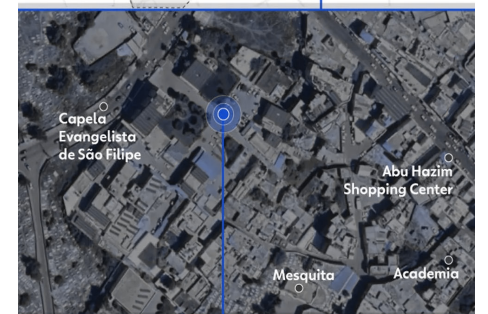 Capela
Evangelista
de São Filipe
Abu Hazim
Shopping Center
Mesquita
Academia